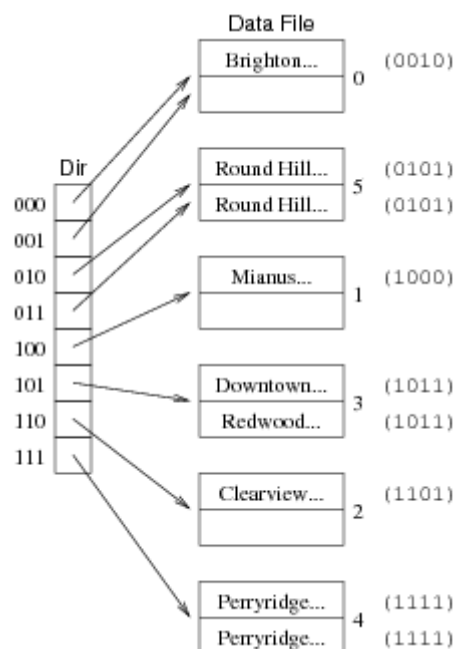 Data File
Brighton... 0 (0010)
Dir
Round Hill... (0101)
5
000
Round Hill... (0101)
001
010
Mianus... (1000)
1
011
100
101
Downtown... (1011)
3
110
Redwood... (1011)
111
Clearview... (1101)
2
Perryridge... (1111)
4
Perryridge... (1111)